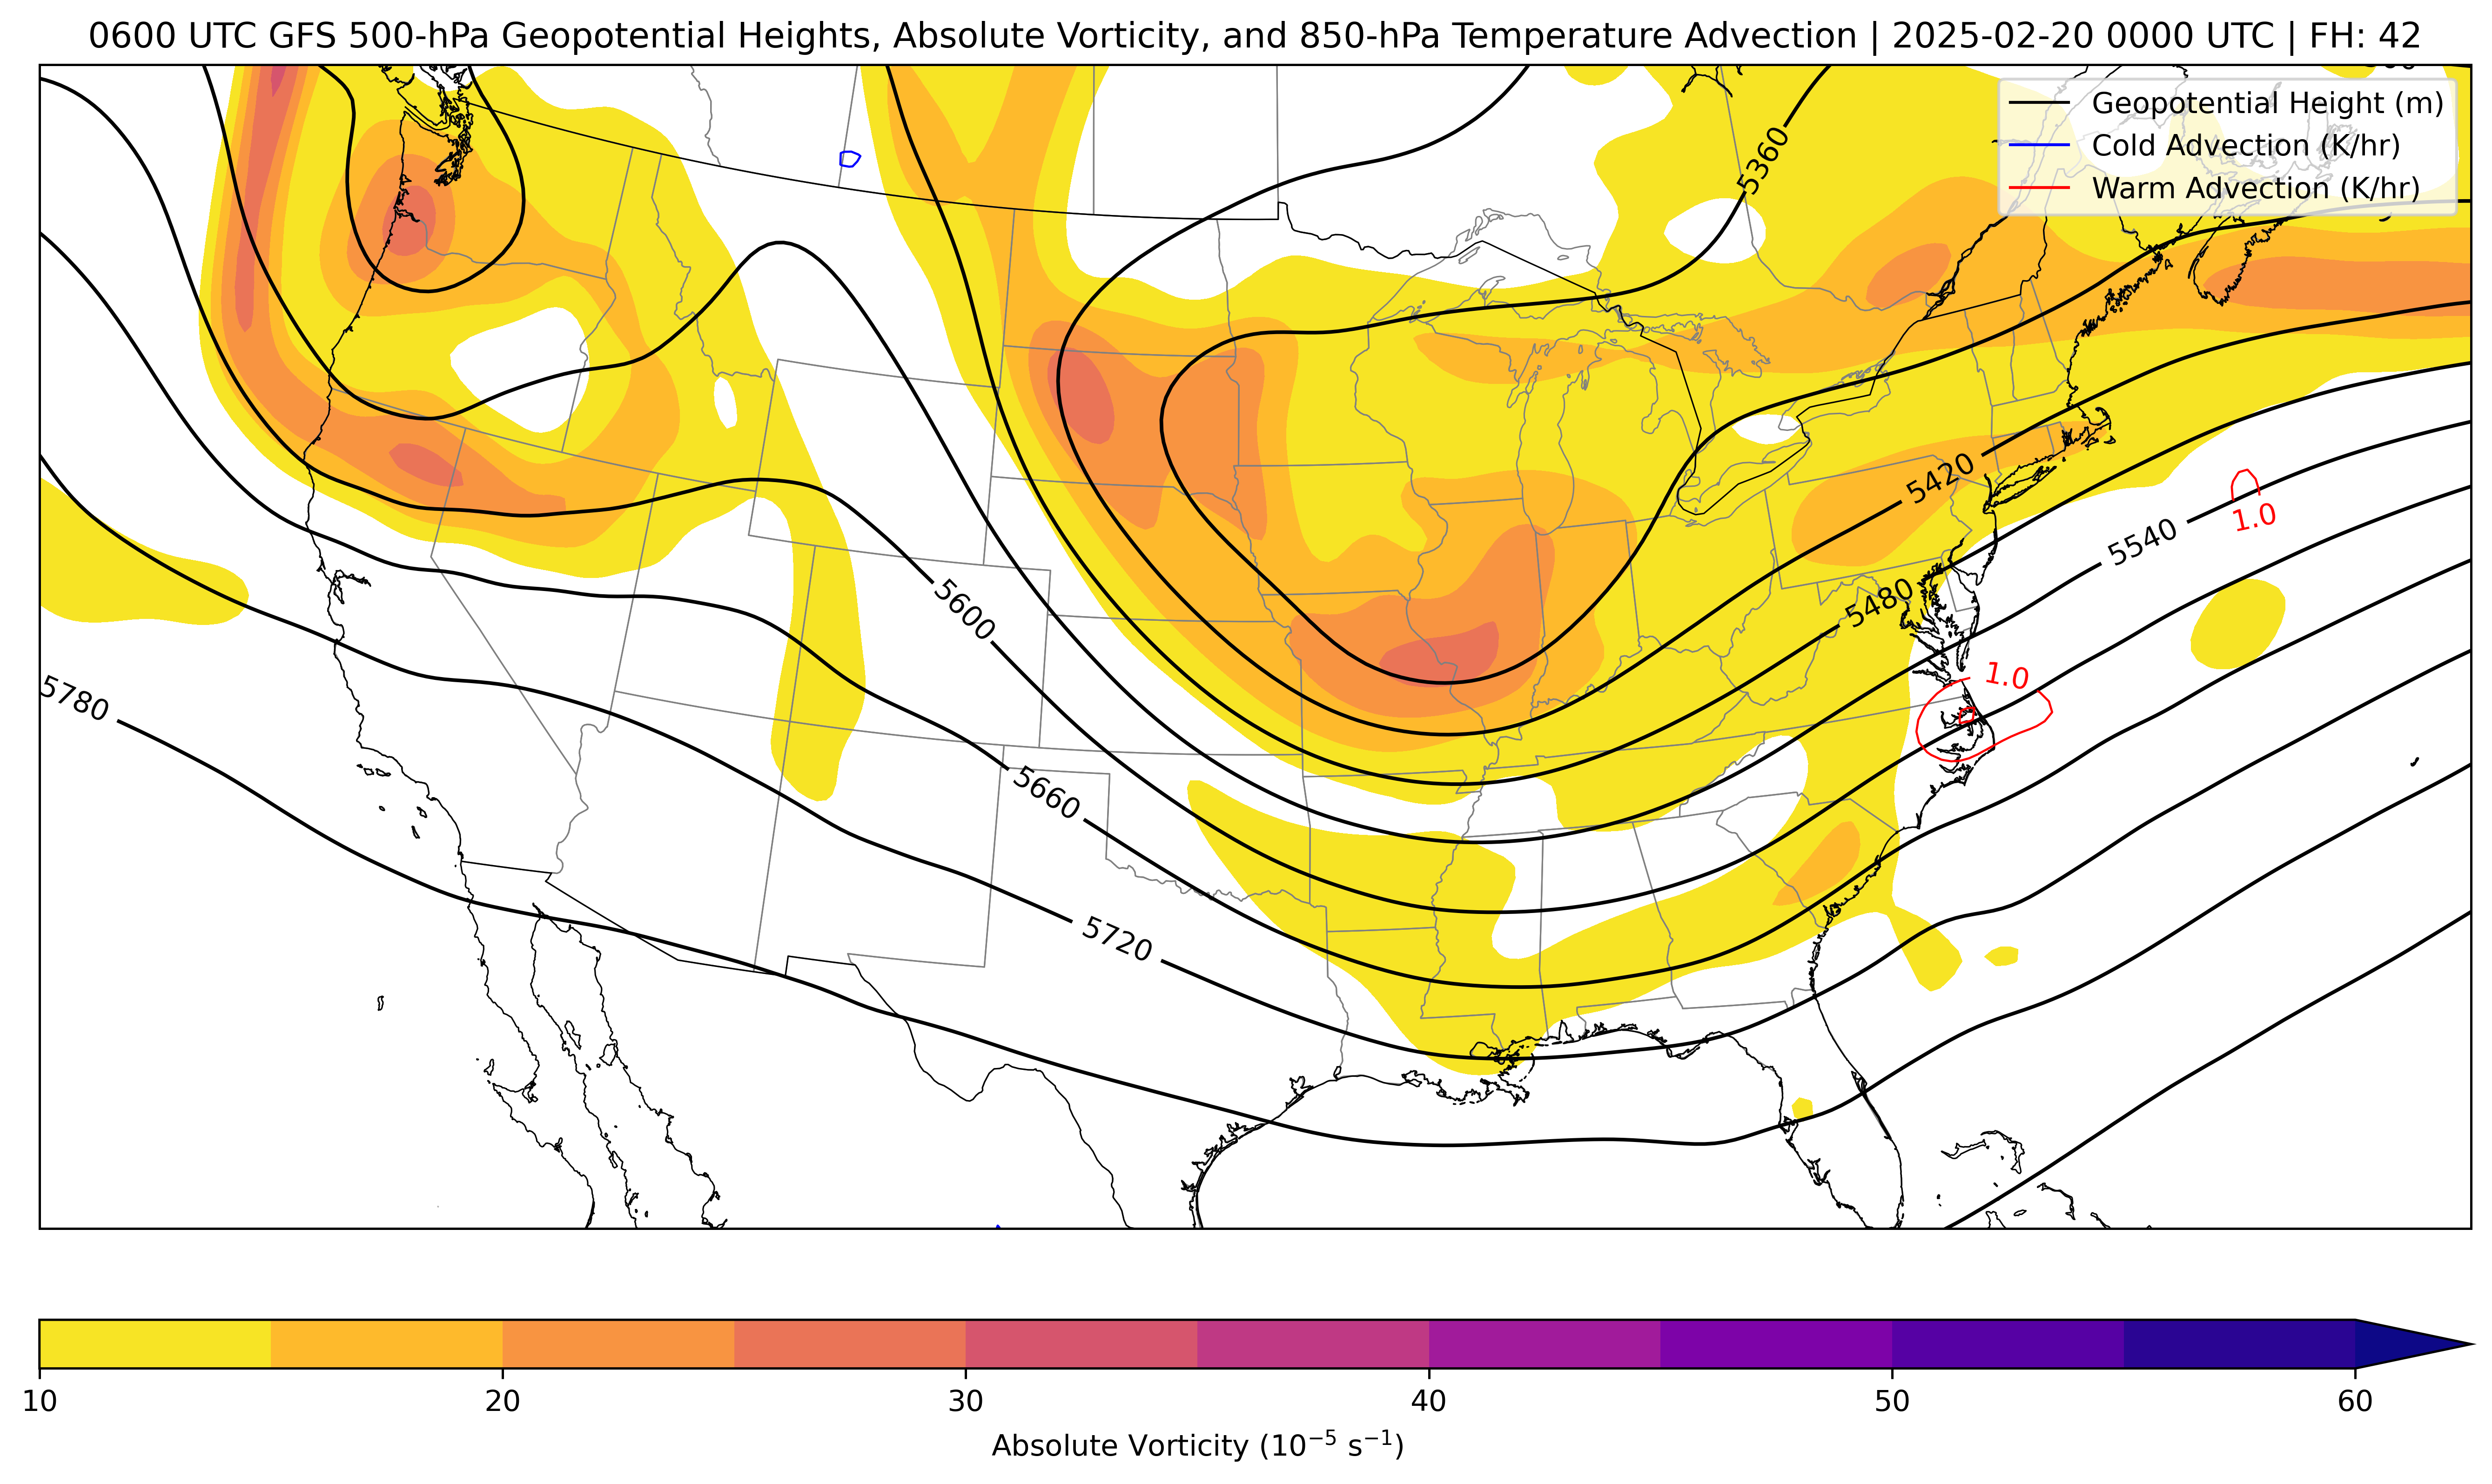 0600 UTC GFS 500-hPa Geopotential Heights, Absolute Vorticity, and 850-hPa Temperature Advection | 2025-02-20 0000 UTC | FH: 42
Geopotential Height (m)
Cold Advection (K/hr)
Warm Advection (K/hr)
5360
5420
1.0
5540
5480
5600
1.0
5780
5660
5720
10 20 30 40 50 60
Absolute Vorticity (10⁻⁵ s⁻¹)